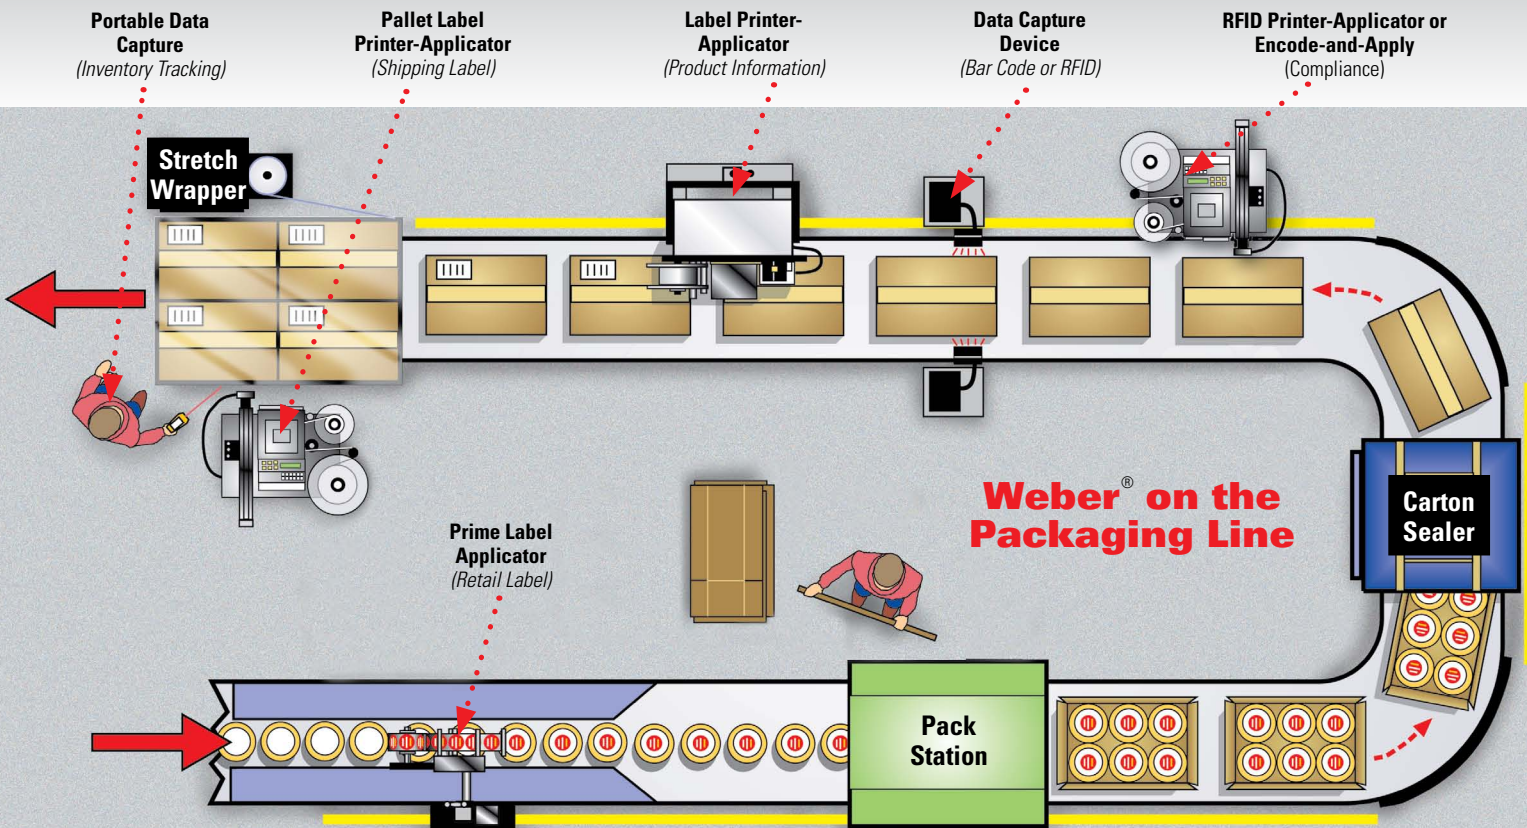 Portable Data
Capture
(Inventory Tracking)
Pallet Label
Printer-Applicator
(Shipping Label)
Label Printer-
Applicator
(Product Information)
Data Capture
Device
(Bar Code or RFID)
RFID Printer-Applicator or
Encode-and-Apply
(Compliance)
Stretch
Wrapper
Weber® on the
Packaging Line
Carton
Sealer
Prime Label
Applicator
(Retail Label)
Pack
Station